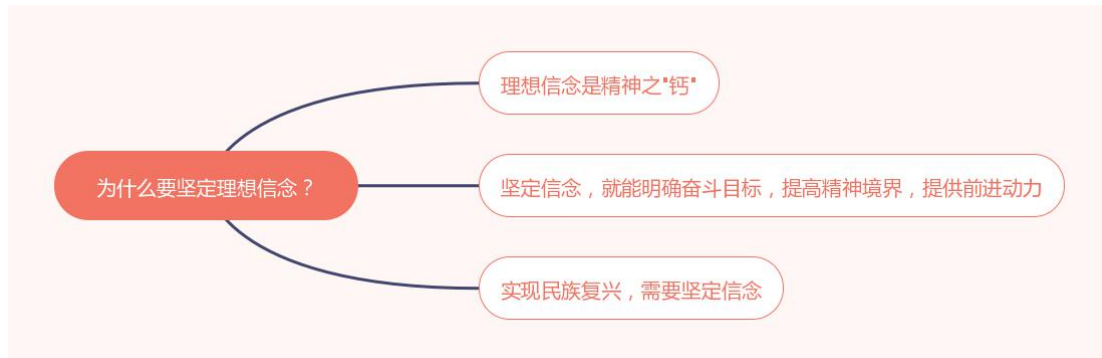 理想信念是精神之"钙"
为什么要坚定理想信念？
坚定信念，就能明确奋斗目标，提高精神境界，提供前进动力
实现民族复兴，需要坚定信念